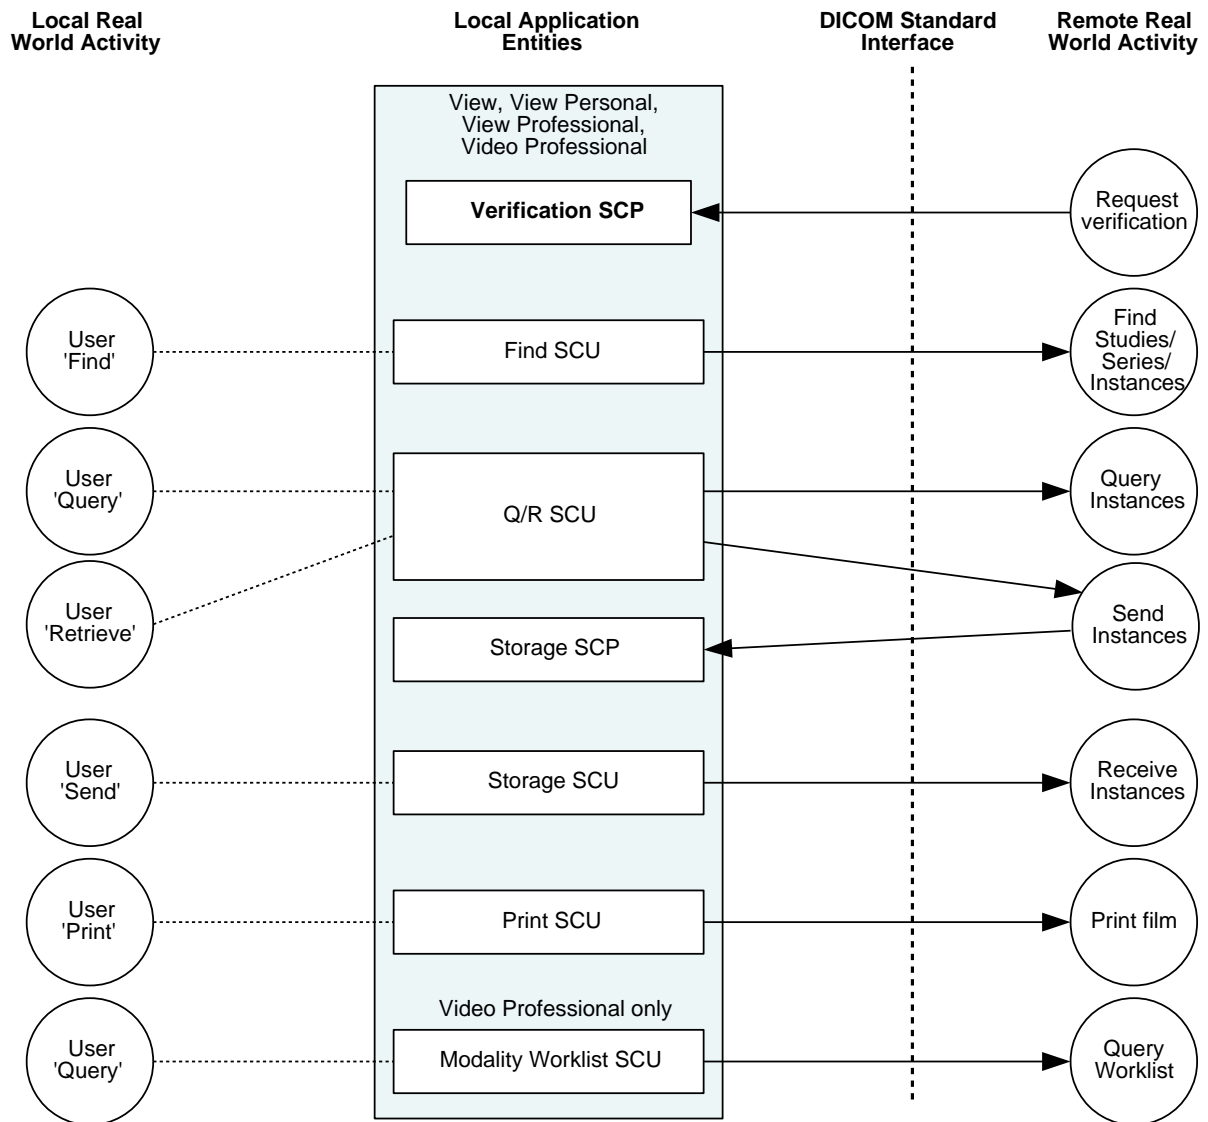 Local Real
World Activity
Local Application
Entities
DICOM Standard
Interface
Remote Real
World Activity
View, View Personal,
View Professional,
Video Professional
Verification SCP
Request
verification
User
'Find'
Find SCU
Find
Studies/
Series/
Instances
User
'Query'
Q/R SCU
Query
Instances
User
'Retrieve'
Storage SCP
Send
Instances
User
'Send'
Storage SCU
Receive
Instances
User
'Print'
Print SCU
Print film
Video Professional only
User
'Query'
Modality Worklist SCU
Query
Worklist